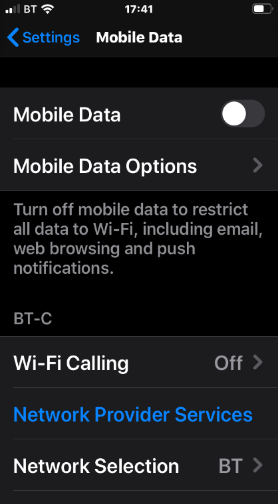 BT 17:41
Settings Mobile Data
Mobile Data
Mobile Data Options
Turn off mobile data to restrict
all data to Wi-Fi, including email,
web browsing and push
notifications.
BT-C
Wi-Fi Calling Off
Network Provider Services
Network Selection BT